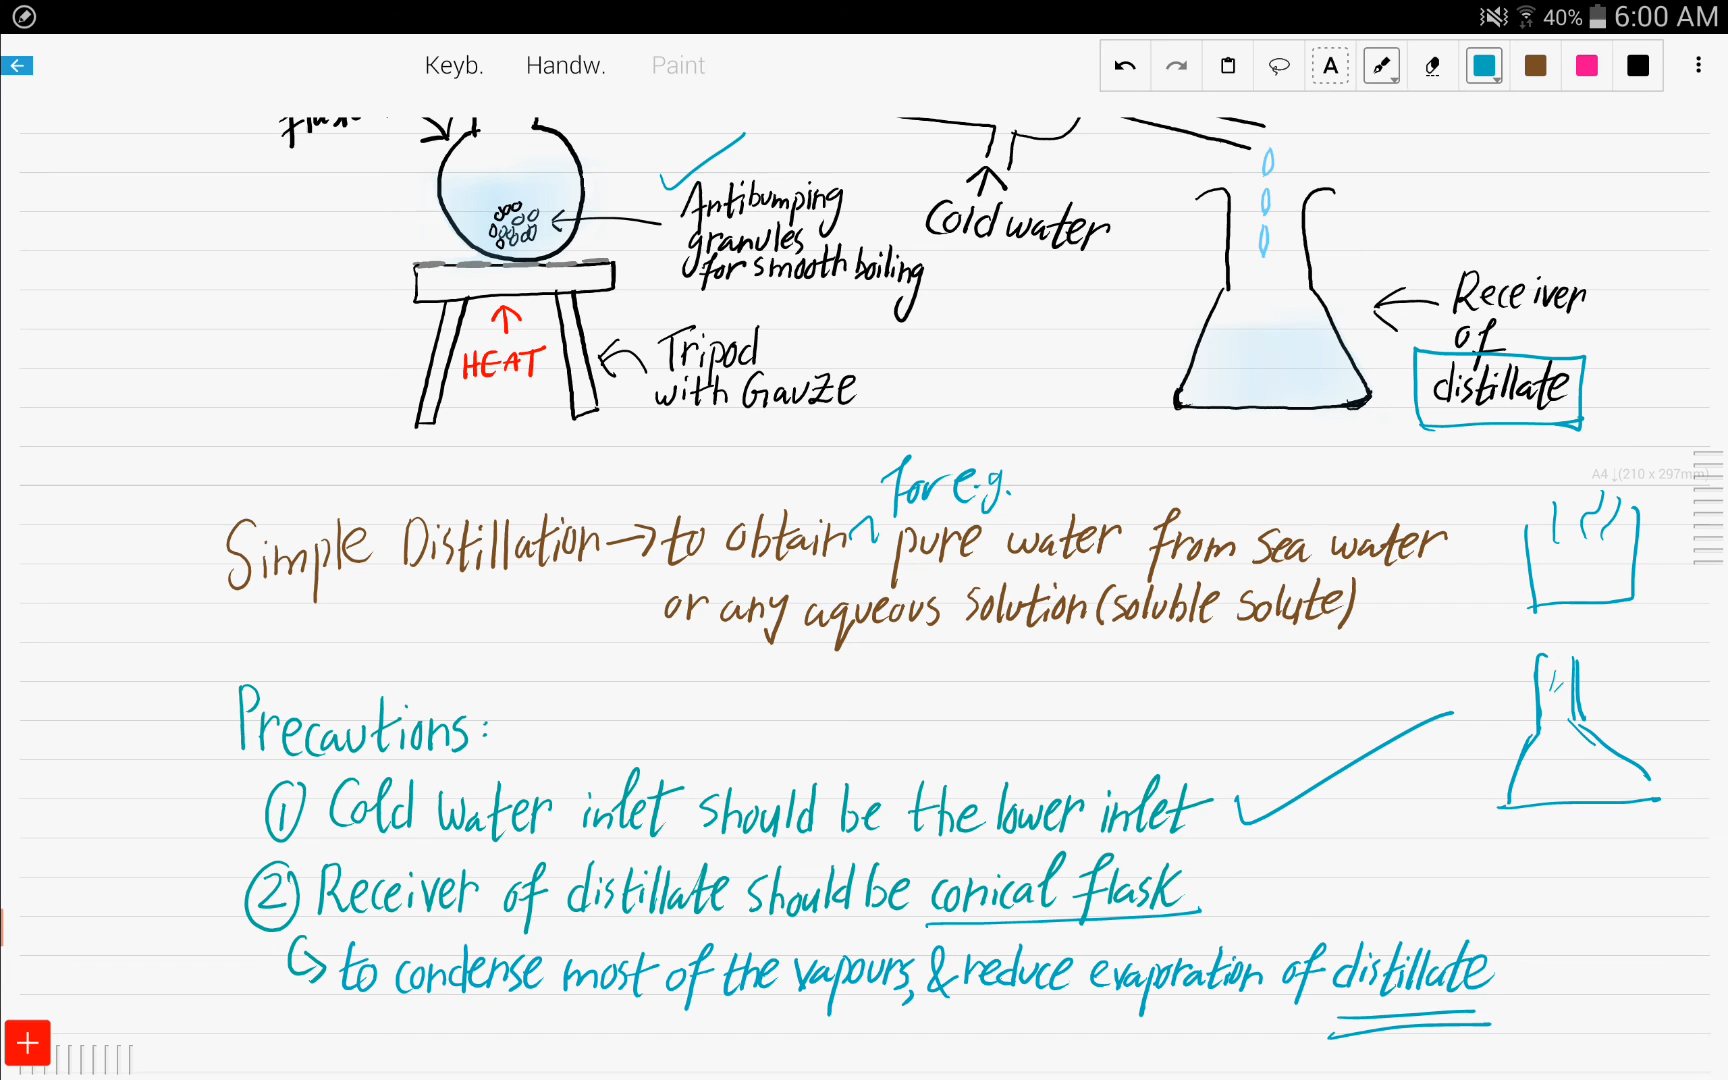 40% 6:00 AM
Keyb. Handw. Paint
A
Antibumping
granules
for smooth boiling
Cold water
HEAT
Tripod
with Gauze
Receiver
of
distillate
A4 ↓(210 x 297mm)
for e.g.
Simple Distillation → to obtain pure water from sea water
or any aqueous solution (soluble solute)
Precautions:
① Cold water inlet should be the lower inlet
② Receiver of distillate should be conical flask
↳ to condense most of the vapours, & reduce evaporation of distillate